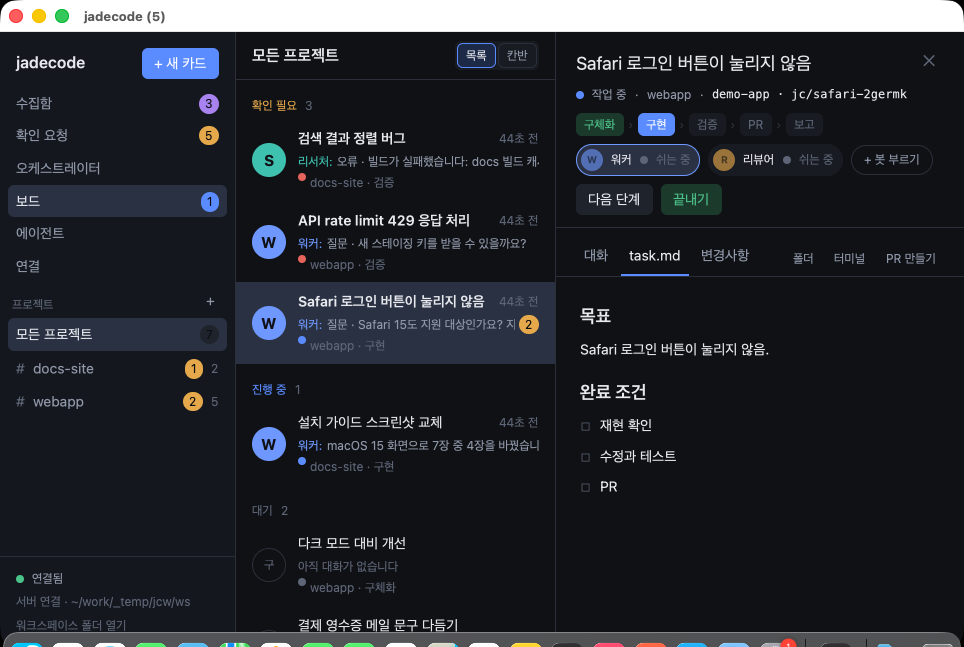 jadecode (5)
jadecode
+ 새 카드
수집함 3
확인 요청 5
오케스트레이터
보드 1
에이전트
연결
프로젝트 +
모든 프로젝트 7
# docs-site 1 2
# webapp 2 5
연결됨
서버 연결 · ~/work/_temp/jcw/ws
워크스페이스 폴더 열기
모든 프로젝트
목록 칸반
확인 필요 3
S
검색 결과 정렬 버그 44초 전
리서처: 오류 · 빌드가 실패했습니다: docs 빌드 캐
docs-site · 검증
W
API rate limit 429 응답 처리 44초 전
워커: 질문 · 새 스테이징 키를 받을 수 있을까요?
webapp · 검증
W
Safari 로그인 버튼이 눌리지 않음 44초 전
워커: 질문 · Safari 15도 지원 대상인가요? 2
webapp · 구현
진행 중 1
W
설치 가이드 스크린샷 교체 44초 전
워커: macOS 15 화면으로 7장 중 4장을 바꿨습니
docs-site · 구현
대기 2
구
다크 모드 대비 개선
아직 대화가 없습니다
webapp · 구체화
결제 영수증 메일 문구 다듬기
Safari 로그인 버튼이 눌리지 않음
작업 중 · webapp · demo-app · jc/safari-2germk
구체화 › 구현 › 검증 › PR › 보고
W 워커 쉬는 중 R 리뷰어 쉬는 중 + 봇 부르기
다음 단계 끝내기
대화 task.md 변경사항 폴더 터미널 PR 만들기
목표
Safari 로그인 버튼이 눌리지 않음.
완료 조건
재현 확인
수정과 테스트
PR
1